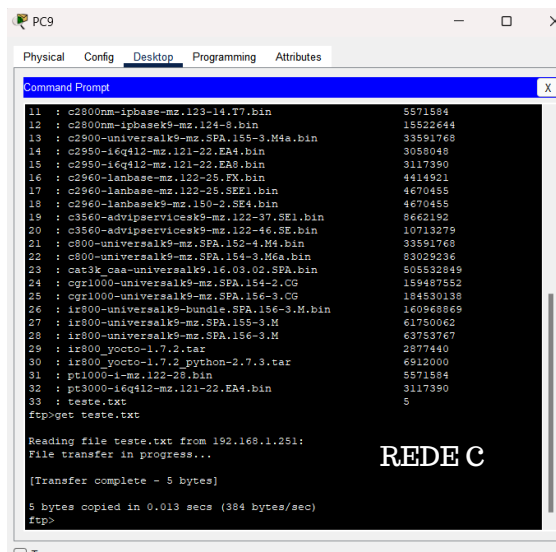 PC9
Physical Config Desktop Programming Attributes
Command Prompt X
11 : c2800nm-ipbase-mz.123-14.T7.bin 5571584
12 : c2800nm-ipbasek9-mz.124-8.bin 15522644
13 : c2900-universalk9-mz.SPA.155-3.M4a.bin 33591768
14 : c2950-i6q4l2-mz.121-22.EA4.bin 3058048
15 : c2950-i6q4l2-mz.121-22.EA8.bin 3117390
16 : c2960-lanbase-mz.122-25.FX.bin 4414921
17 : c2960-lanbase-mz.122-25.SEE1.bin 4670455
18 : c2960-lanbasek9-mz.150-2.SE4.bin 4670455
19 : c3560-advipservicesk9-mz.122-37.SE1.bin 8662192
20 : c3560-advipservicesk9-mz.122-46.SE.bin 10713279
21 : c800-universalk9-mz.SPA.152-4.M4.bin 33591768
22 : c800-universalk9-mz.SPA.154-3.M6a.bin 83029236
23 : cat3k_caa-universalk9.16.03.02.SPA.bin 505532849
24 : cgr1000-universalk9-mz.SPA.154-2.CG 159487552
25 : cgr1000-universalk9-mz.SPA.156-3.CG 184530138
26 : ir800-universalk9-bundle.SPA.156-3.M.bin 160968869
27 : ir800-universalk9-mz.SPA.155-3.M 61750062
28 : ir800-universalk9-mz.SPA.156-3.M 63753767
29 : ir800_yocto-1.7.2.tar 2877440
30 : ir800_yocto-1.7.2_python-2.7.3.tar 6912000
31 : pt1000-i-mz.122-28.bin 5571584
32 : pt3000-i6q4l2-mz.121-22.EA4.bin 3117390
33 : teste.txt 5
ftp>get teste.txt
Reading file teste.txt from 192.168.1.251:
File transfer in progress...
REDE C
[Transfer complete - 5 bytes]
5 bytes copied in 0.013 secs (384 bytes/sec)
ftp>